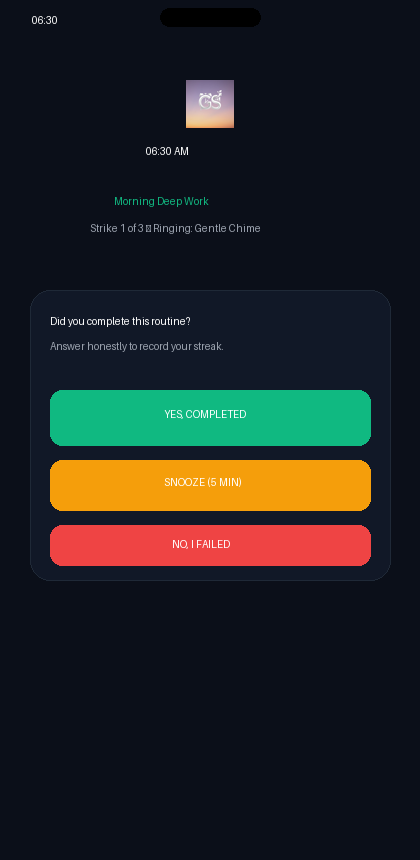 06:30
06:30 AM
Morning Deep Work
Strike 1 of 3 Ringing: Gentle Chime
Did you complete this routine?
Answer honestly to record your streak.
YES, COMPLETED
SNOOZE (5 MIN)
NO, I FAILED